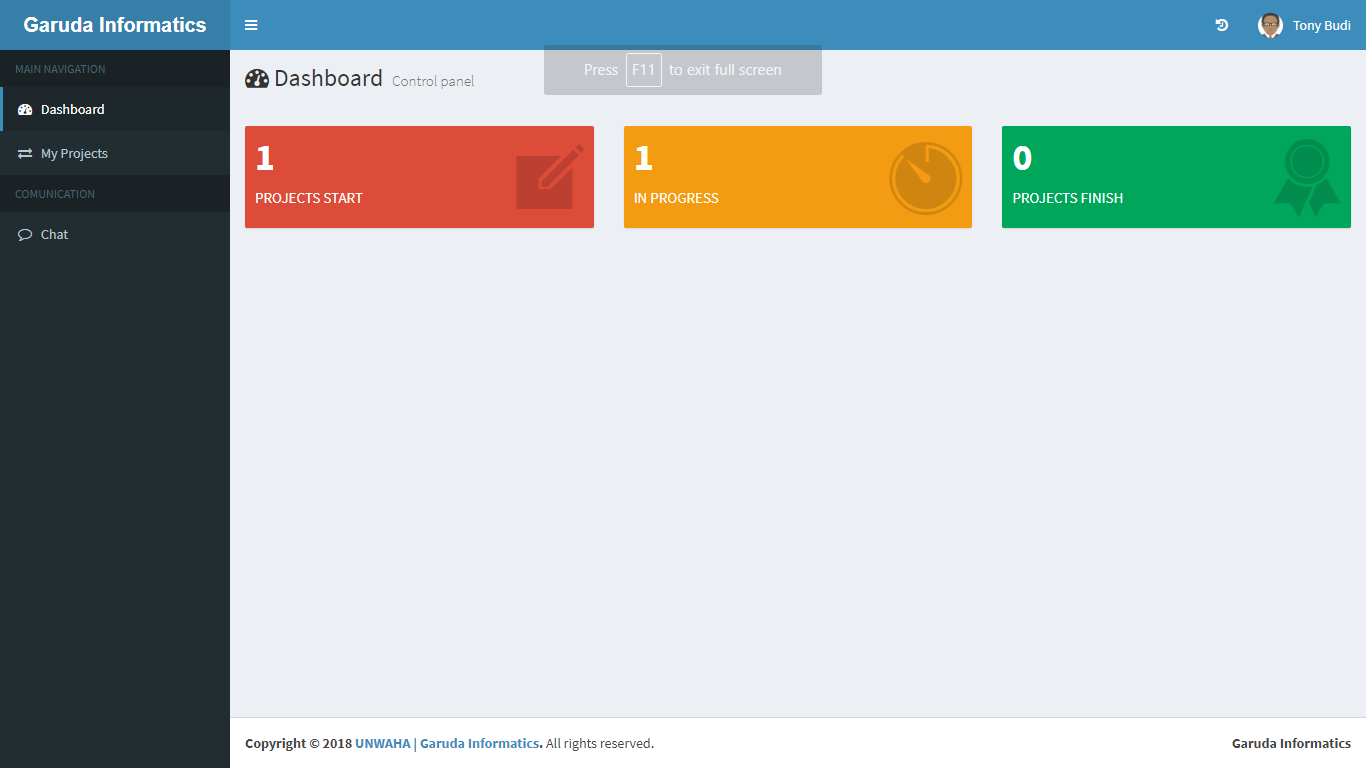 Garuda Informatics
Tony Budi
MAIN NAVIGATION
Dashboard
My Projects
COMUNICATION
Chat
Press F11 to exit full screen
Dashboard Control panel
1
PROJECTS START
1
IN PROGRESS
0
PROJECTS FINISH
Copyright © 2018 UNWAHA | Garuda Informatics. All rights reserved.
Garuda Informatics